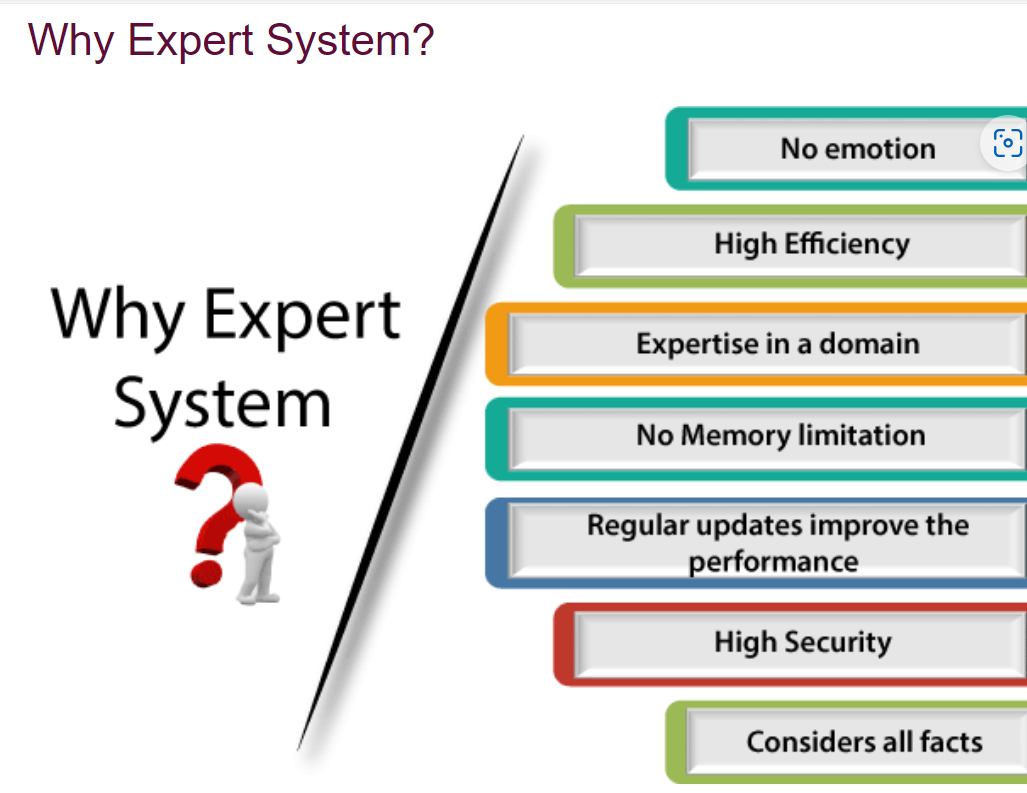 Why Expert System?
Why Expert
System
?
No emotion
High Efficiency
Expertise in a domain
No Memory limitation
Regular updates improve the
performance
High Security
Considers all facts